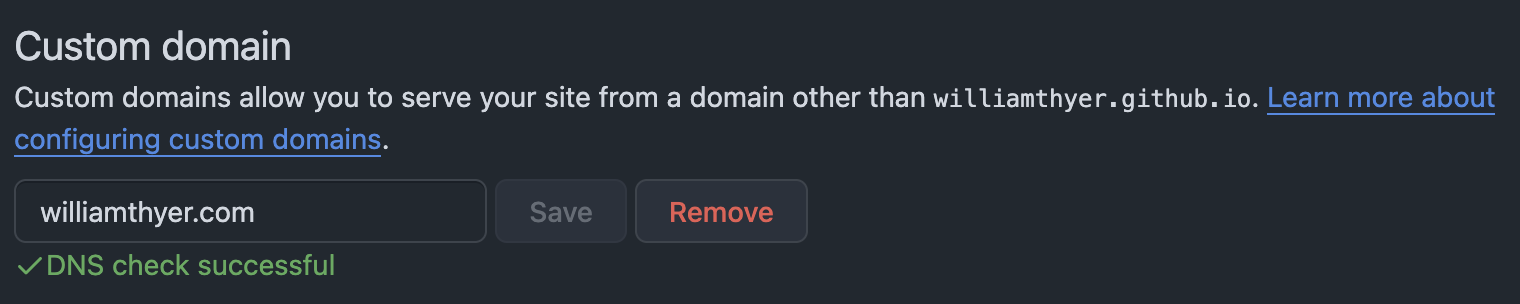 Custom domain
Custom domains allow you to serve your site from a domain other than williamthyer.github.io. Learn more about
configuring custom domains.
williamthyer.com Save Remove
✓DNS check successful